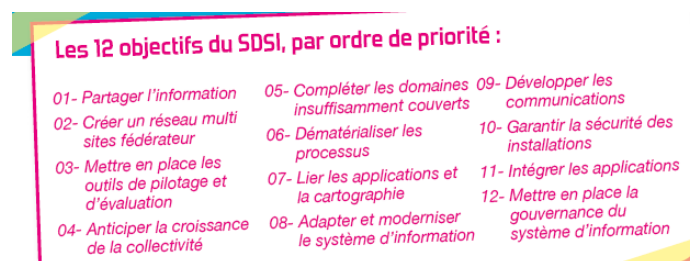 Les 12 objectifs du SDSI, par ordre de priorité :
01- Partager l'information
02- Créer un réseau multi
sites fédérateur
03- Mettre en place les
outils de pilotage et
d'évaluation
04- Anticiper la croissance
de la collectivité
05- Compléter les domaines
insuffisamment couverts
06- Dématérialiser les
processus
07- Lier les applications et
la cartographie
08- Adapter et moderniser
le système d'information
09- Développer les
communications
10- Garantir la sécurité des
installations
11- Intégrer les applications
12- Mettre en place la
gouvernance du
système d'information